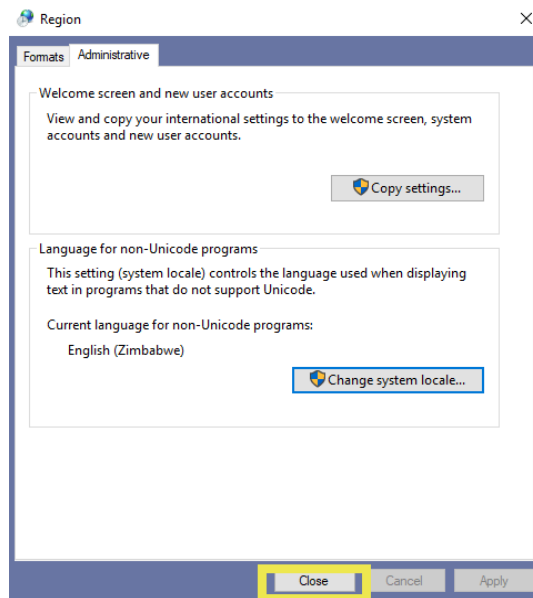 Region
Formats Administrative
Welcome screen and new user accounts
View and copy your international settings to the welcome screen, system
accounts and new user accounts.
Copy settings...
Language for non-Unicode programs
This setting (system locale) controls the language used when displaying
text in programs that do not support Unicode.
Current language for non-Unicode programs:
English (Zimbabwe)
Change system locale...
Close Cancel Apply